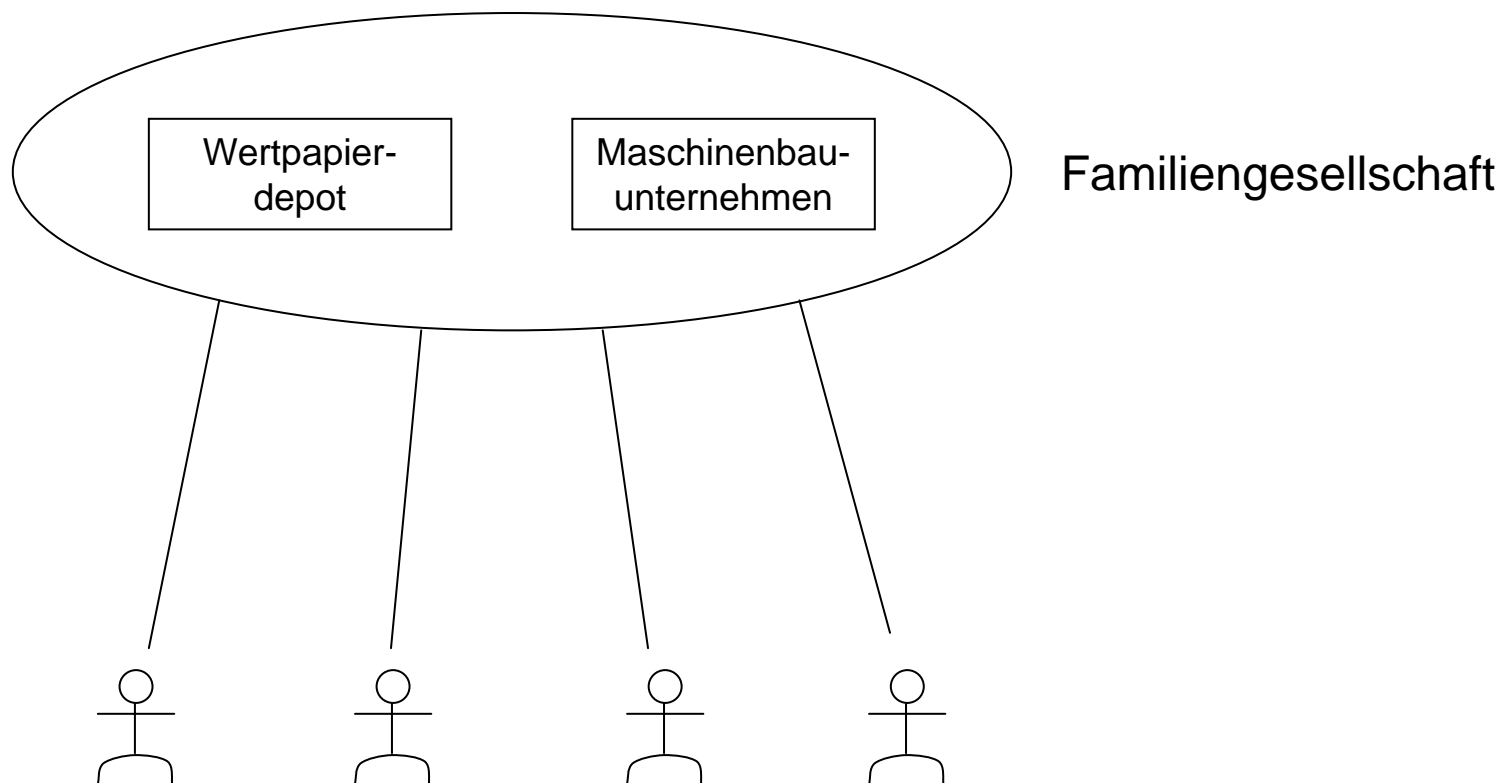 Wertpapier-
depot
Maschinenbau-
unternehmen
Familiengesellschaft